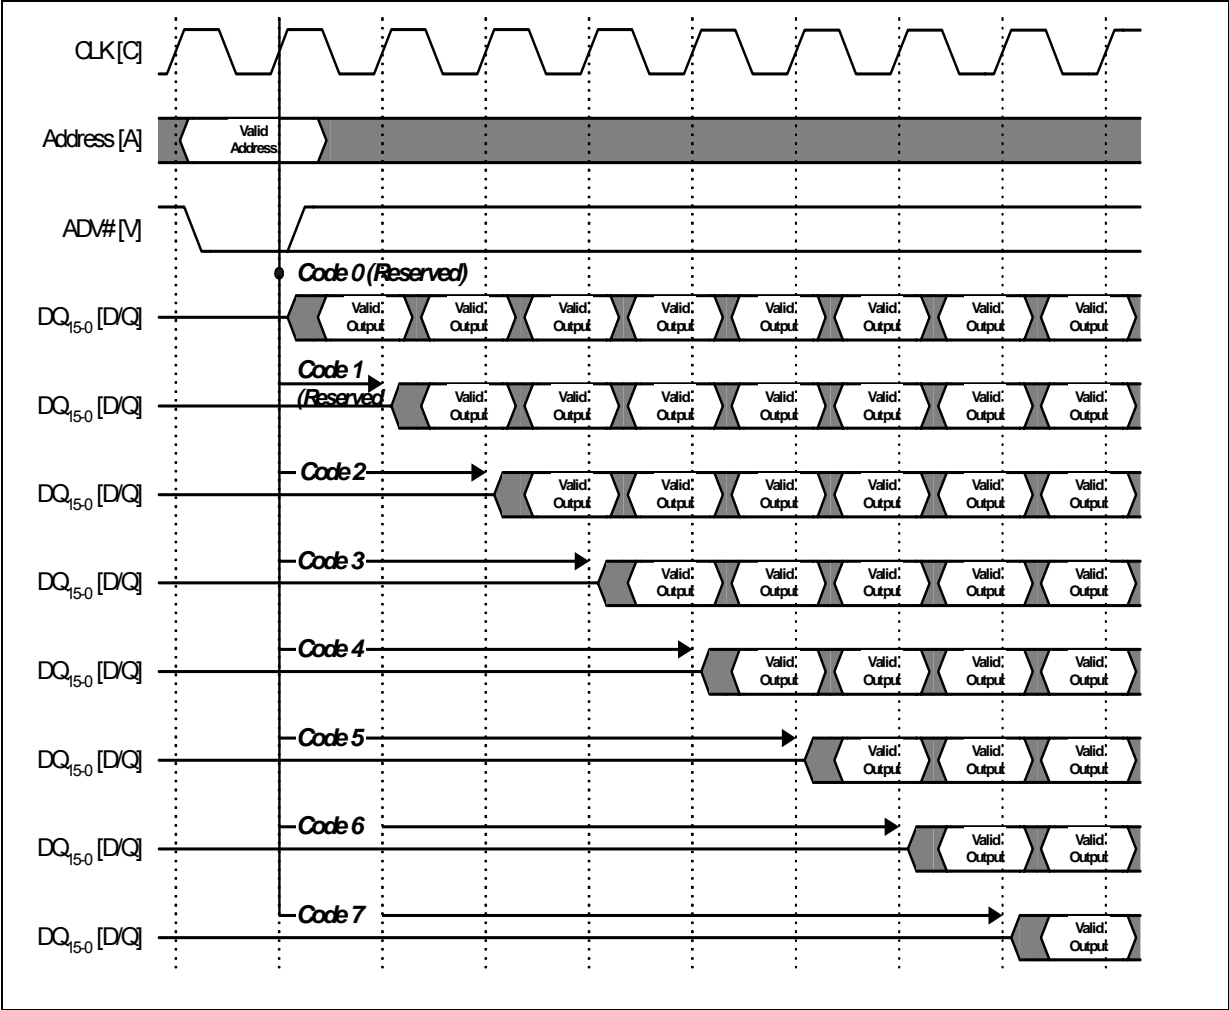 CLK [C]
Address [A]
Valid
Address
ADV# [V]
Code 0 (Reserved)
DQ15-0 [D/Q]
Valid Output Valid Output Valid Output Valid Output Valid Output Valid Output Valid Output Valid Output
Code 1
(Reserved
DQ15-0 [D/Q]
Valid Output Valid Output Valid Output Valid Output Valid Output Valid Output Valid Output
Code 2
DQ15-0 [D/Q]
Valid Output Valid Output Valid Output Valid Output Valid Output Valid Output
Code 3
DQ15-0 [D/Q]
Valid Output Valid Output Valid Output Valid Output Valid Output
Code 4
DQ15-0 [D/Q]
Valid Output Valid Output Valid Output Valid Output
Code 5
DQ15-0 [D/Q]
Valid Output Valid Output Valid Output
Code 6
DQ15-0 [D/Q]
Valid Output Valid Output
Code 7
DQ15-0 [D/Q]
Valid Output